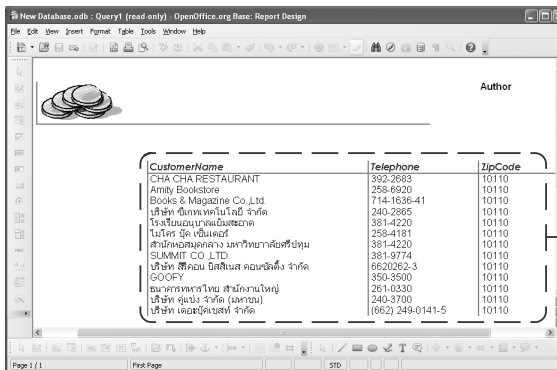 New Database.odb : Query1 (read-only) - OpenOffice.org Base: Report Design
File Edit View Insert Format Table Tools Window Help
Author
CustomerName Telephone ZipCode
CHA CHA RESTAURANT 392-2683 10110
Amity Bookstore 258-6920 10110
Books & Magazine Co.,Ltd. 714-1636-41 10110
บริษัท ซีเกทเทคโนโลยี จำกัด 240-2865 10110
โรงเรียนอนุบาลแย้มสะอาด 381-4220 10110
ไมโคร บุ๊ค เซ็นเตอร์ 258-4181 10110
สำนักหอสมุดกลาง มหาวิทยาาลัยศรีปทุม 381-4220 10110
SUMMIT CO.,LTD. 381-9774 10110
บริษัท สิริคอน บิสสิเนส คอนซัลติ้ง จำกัด 6620262-3 10110
GOOFY 350-3500 10110
ธนาคารทหารไทย สำนักงานใหญ่ 261-0330 10110
บริษัท คู่แข่ง จำกัด (มหาชน) 240-3700 10110
บริษัท เดอะบุ๊คเชสท์ จำกัด (662) 249-0141-5 10110
Page 1 / 1 First Page STD